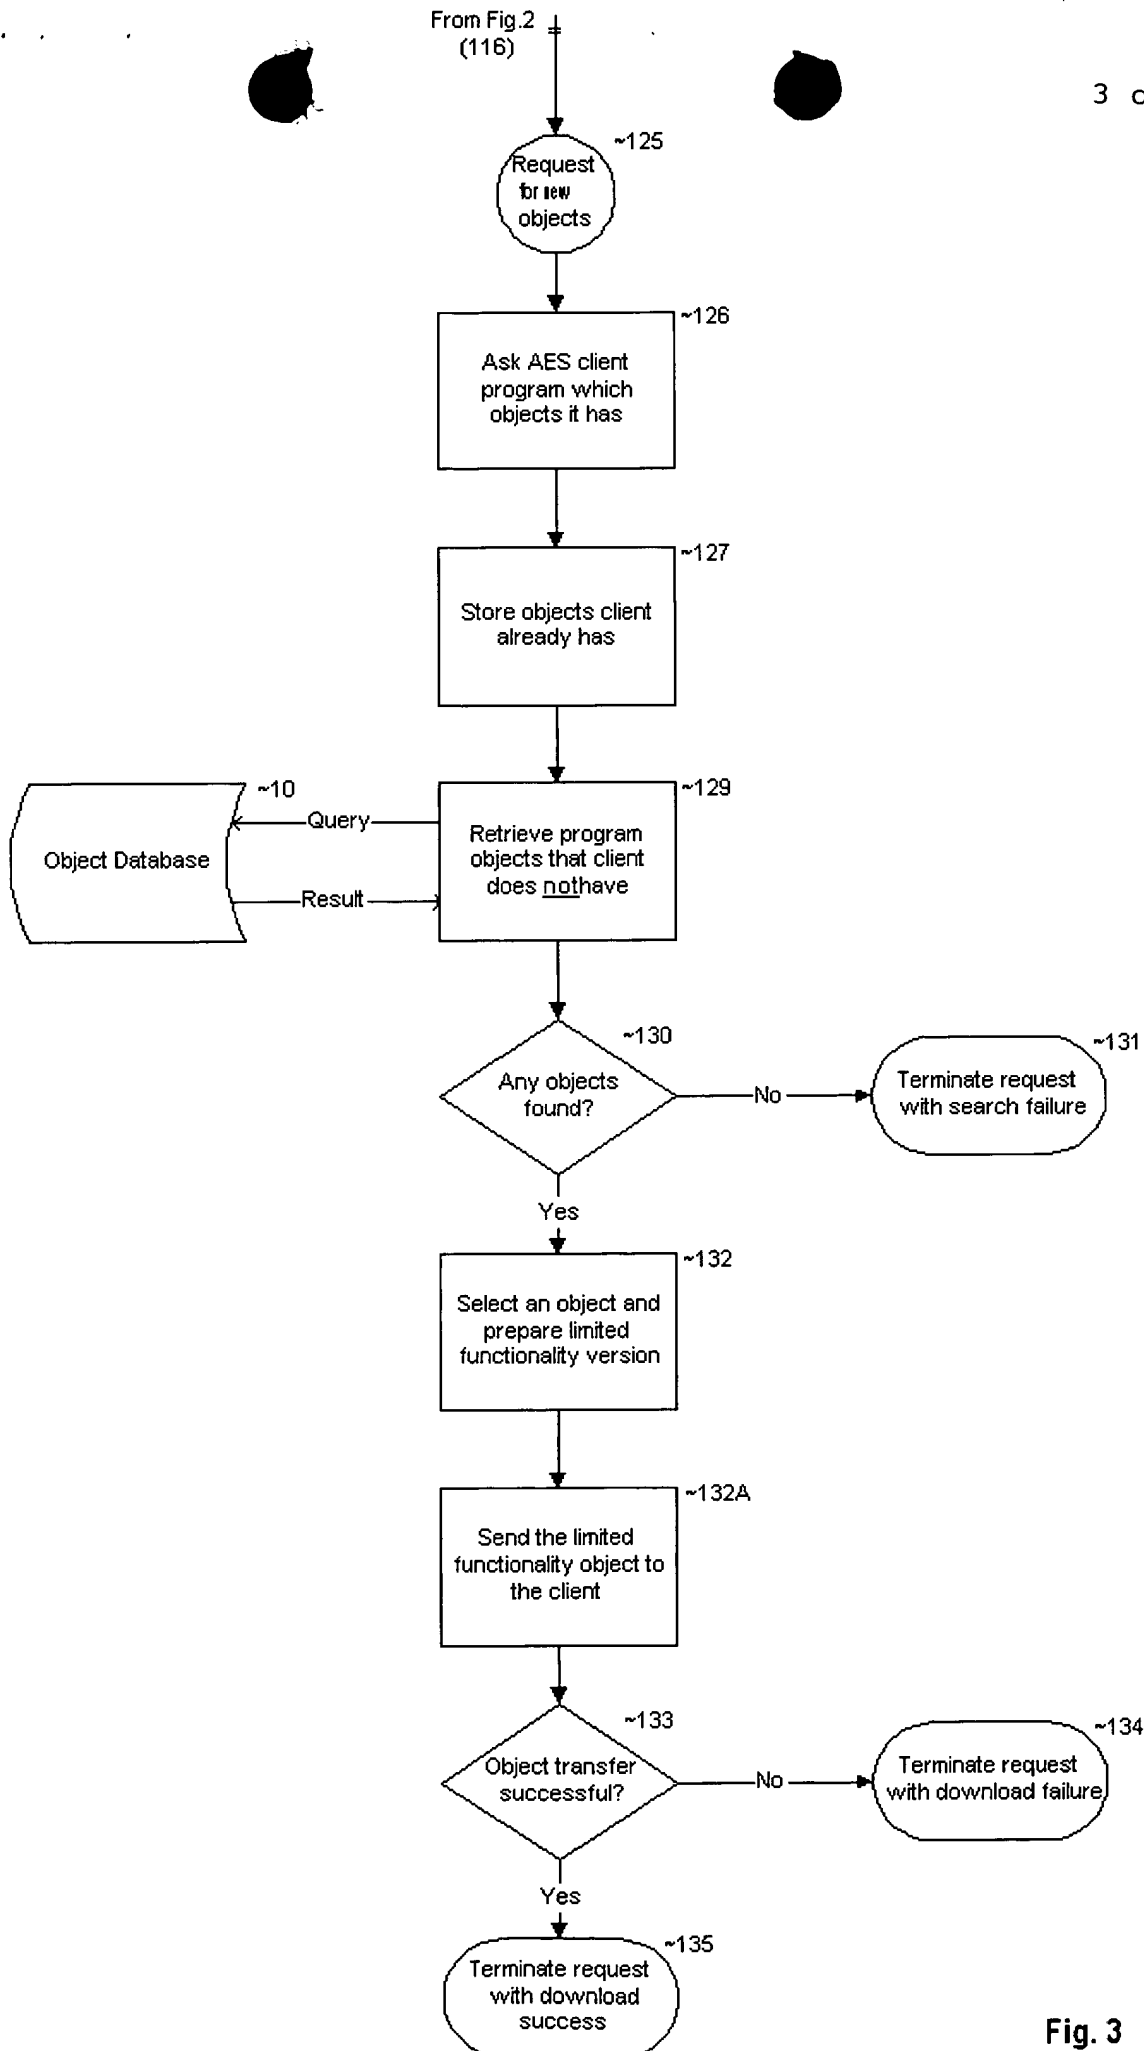 From Fig.2
(116)
3
~125
Request
for new
objects
~126
Ask AES client
program which
objects it has
~127
Store objects client
already has
~10
Query
~129
Object Database
Retrieve program
objects that client
does nothave
Result
~130
Any objects
found?
No
~131
Terminate request
with search failure
Yes
~132
Select an object and
prepare limited
functionality version
~132A
Send the limited
functionality object to
the client
~133
Object transfer
successful?
No
~134
Terminate request
with download failure
Yes
~135
Terminate request
with download
success
Fig. 3